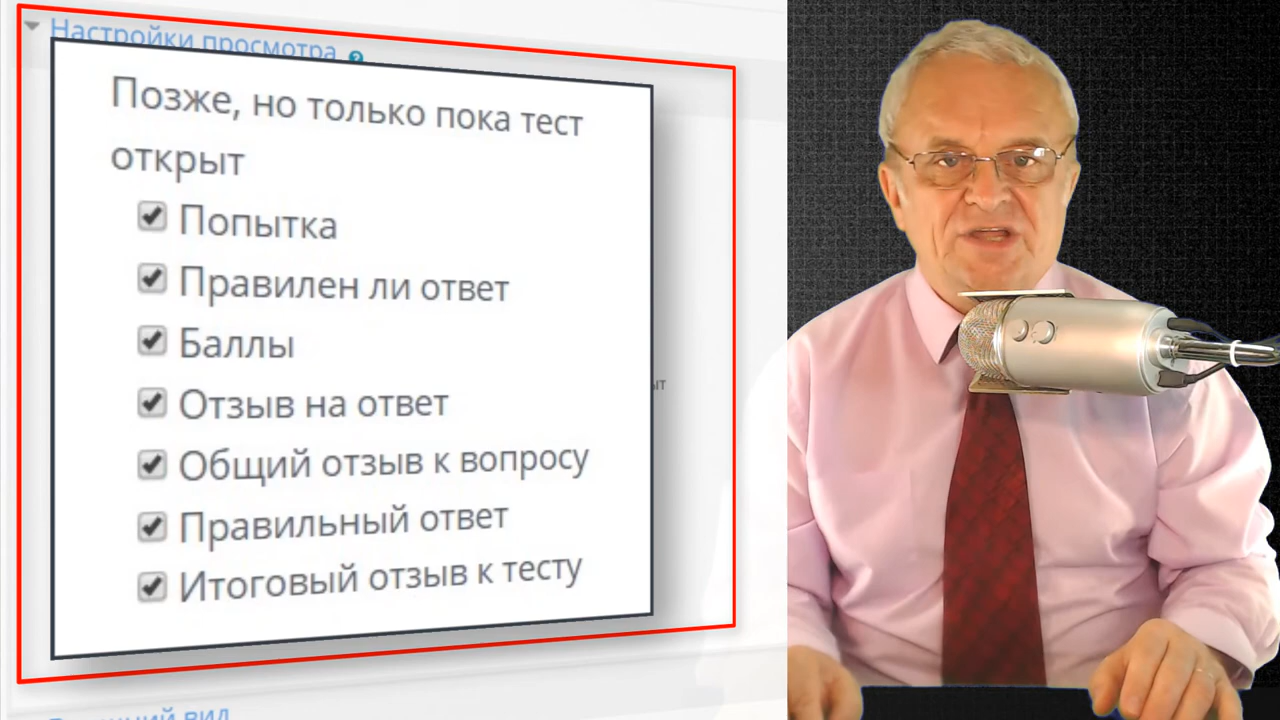 Настройки просмотра
Позже, но только пока тест
открыт
Попытка
Правилен ли ответ
Баллы
Отзыв на ответ
Общий отзыв к вопросу
Правильный ответ
Итоговый отзыв к тесту